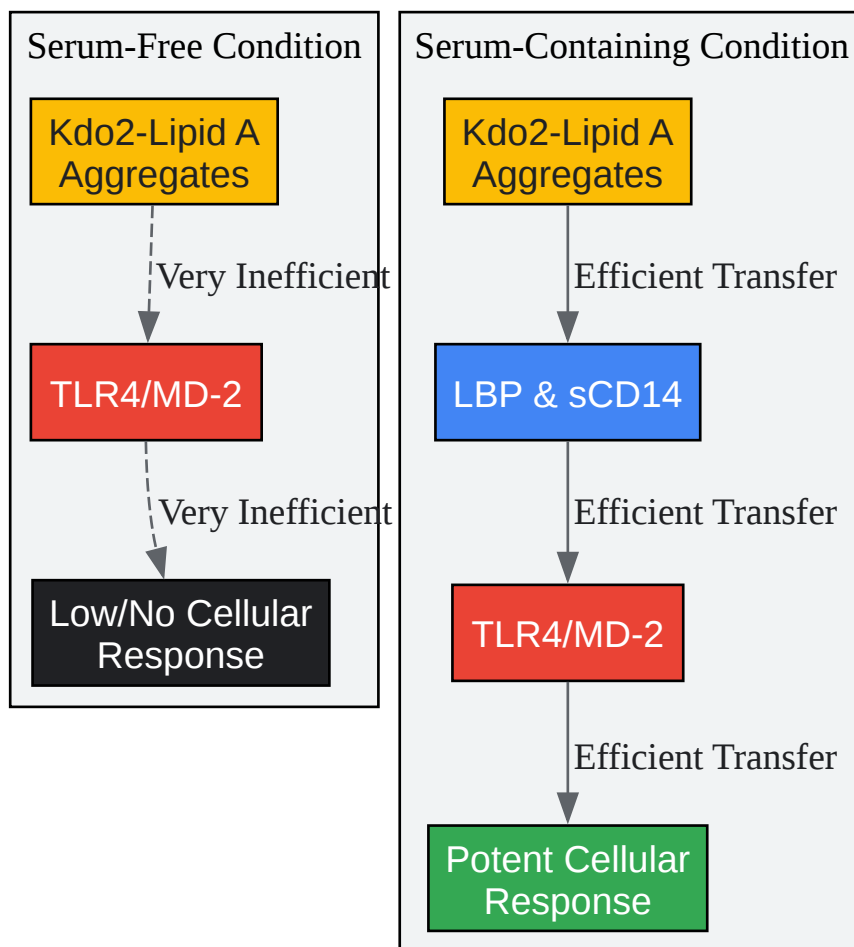 Serum-Free Condition
Kdo2-Lipid A
Aggregates
Very Inefficient
TLR4/MD-2
Very Inefficient
Low/No Cellular
Response
Serum-Containing Condition
Kdo2-Lipid A
Aggregates
Efficient Transfer
LBP & sCD14
Efficient Transfer
TLR4/MD-2
Efficient Transfer
Potent Cellular
Response